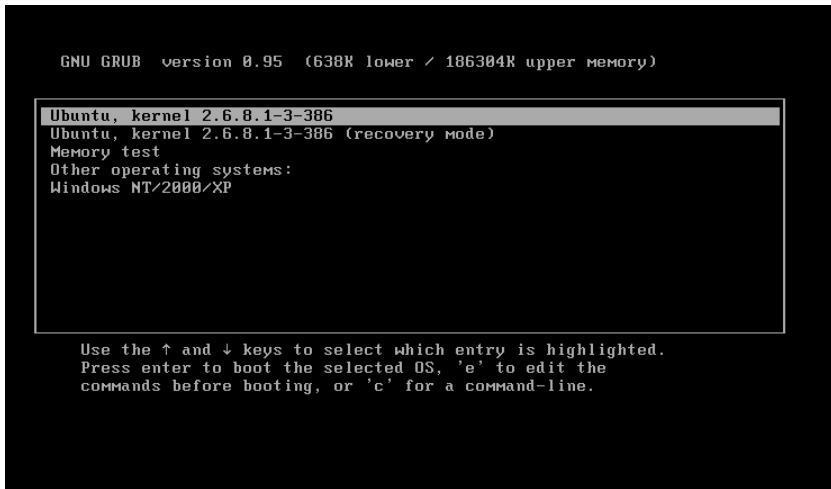 GNU GRUB  version 0.95  (638K lower / 186304K upper memory)
Ubuntu, kernel 2.6.8.1-3-386
Ubuntu, kernel 2.6.8.1-3-386 (recovery mode)
Memory test
Other operating systems:
Windows NT/2000/XP
Use the ↑ and ↓ keys to select which entry is highlighted.
Press enter to boot the selected OS, 'e' to edit the
commands before booting, or 'c' for a command-line.